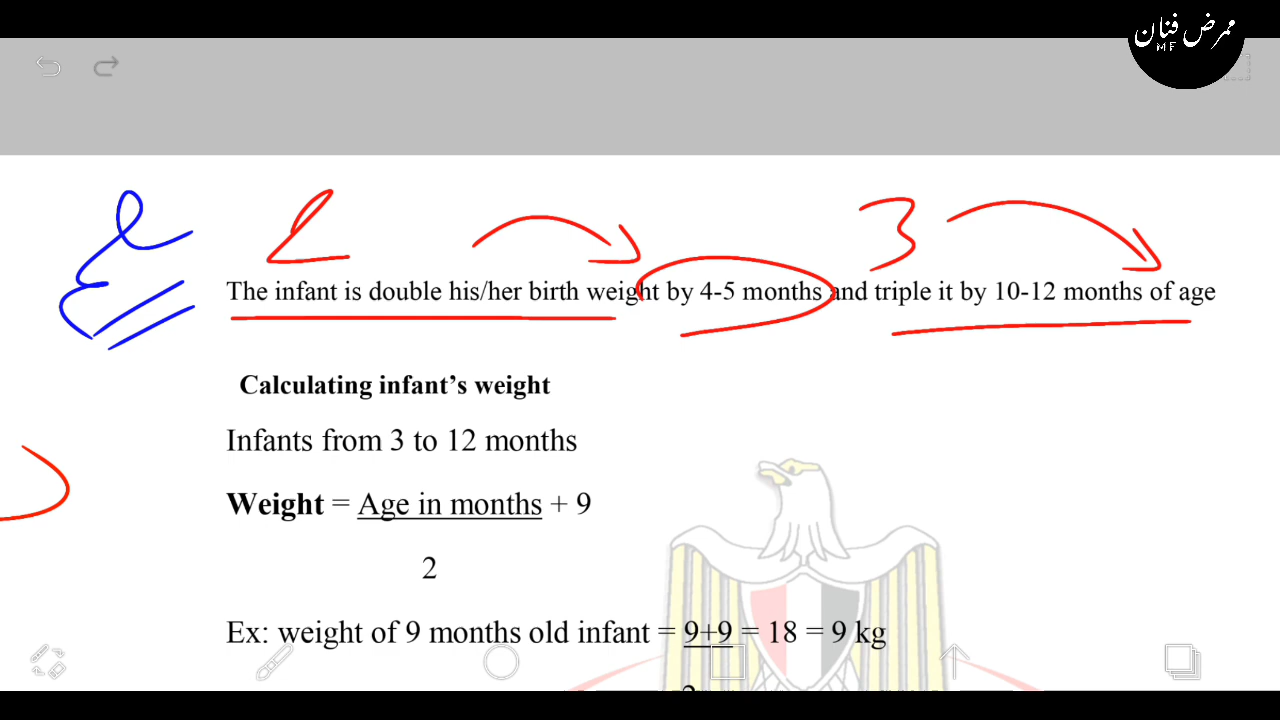 ممرض فنان
MF
3
The infant is double his/her birth weight by 4-5 months and triple it by 10-12 months of age
Calculating infant's weight
Infants from 3 to 12 months
Weight = Age in months + 9
2
Ex: weight of 9 months old infant = 9+9 = 18 = 9 kg